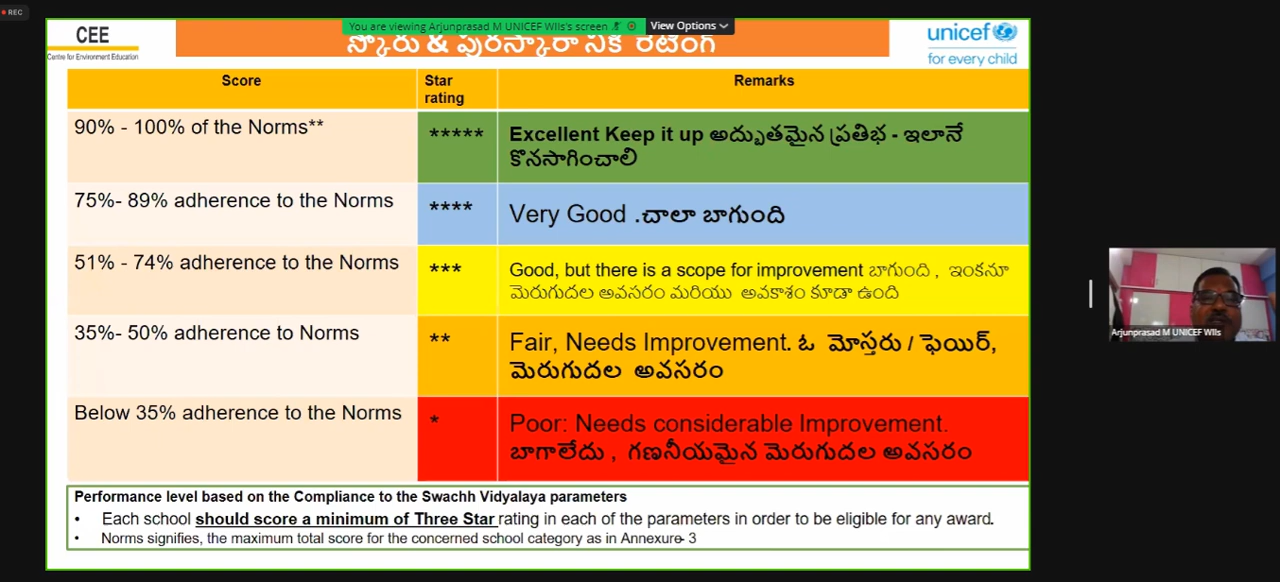 REC
You are viewing Arjunprasad M UNICEF WIIs's screen
View Options
CEE
Centre for Environment Education
unicef
for every child
Score
Star rating
Remarks
90% - 100% of the Norms**
*****
Excellent Keep it up అద్భుతమైన ప్రతిభ - ఇలానే
కొనసాగించాలి
75%- 89% adherence to the Norms
****
Very Good .చాలా బాగుంది
51% - 74% adherence to the Norms
***
Good, but there is a scope for improvement బాగుంది , ఇంకనూ
మెరుగుదల అవసరం మరియు అవకాశం కూడా ఉంది
35%- 50% adherence to Norms
**
Fair, Needs Improvement. ఓ మోస్తరు / ఫెయిర్,
మెరుగుదల అవసరం
Below 35% adherence to the Norms
*
Poor: Needs considerable Improvement.
బాగాలేదు , గణనీయమైన మెరుగుదల అవసరం
Performance level based on the Compliance to the Swachh Vidyalaya parameters
• Each school should score a minimum of Three Star rating in each of the parameters in order to be eligible for any award.
• Norms signifies, the maximum total score for the concerned school category as in Annexure- 3
Arjunprasad M UNICEF WIIs